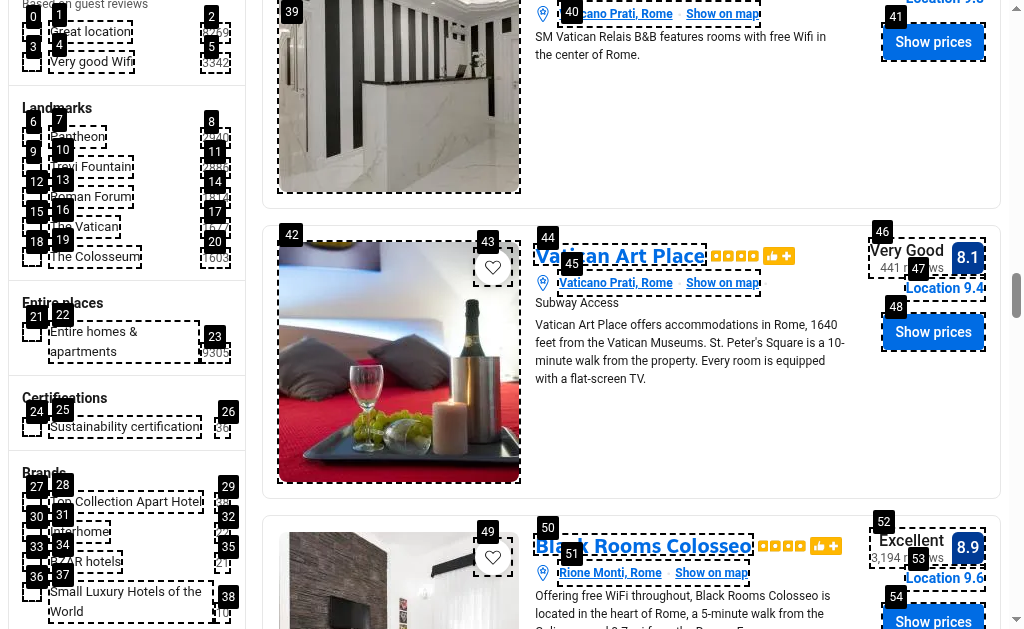 Based on guest reviews
Great location 8269
Very good Wifi 3342
Landmarks
Pantheon 2940
Trevi Fountain 2886
Roman Forum 1814
The Vatican 1677
The Colosseum 1603
Entire places
Entire homes &
apartments 9305
Certifications
Sustainability certification 36
Brands
Top Collection Apart Hotel 38
Interhome 22
BZAR hotels 21
Small Luxury Hotels of the
World 10
0
1
2
3
4
5
6
7
8
9
10
11
12
13
14
15
16
17
18
19
20
21
22
23
24
25
26
27
28
29
30
31
32
33
34
35
36
37
38
39
40
Vaticano Prati, Rome · Show on map
SM Vatican Relais B&B features rooms with free Wifi in
the center of Rome.
41
Show prices
42
43
44
Vatican Art Place
45
Vaticano Prati, Rome · Show on map
Subway Access
Vatican Art Place offers accommodations in Rome, 1640
feet from the Vatican Museums. St. Peter's Square is a 10-
minute walk from the property. Every room is equipped
with a flat-screen TV.
46
Very Good 8.1
441 reviews
47
Location 9.4
48
Show prices
49
50
Black Rooms Colosseo
51
Rione Monti, Rome · Show on map
Offering free WiFi throughout, Black Rooms Colosseo is
located in the heart of Rome, a 5-minute walk from the
52
Excellent 8.9
3,194 reviews
53
Location 9.6
54
Show prices